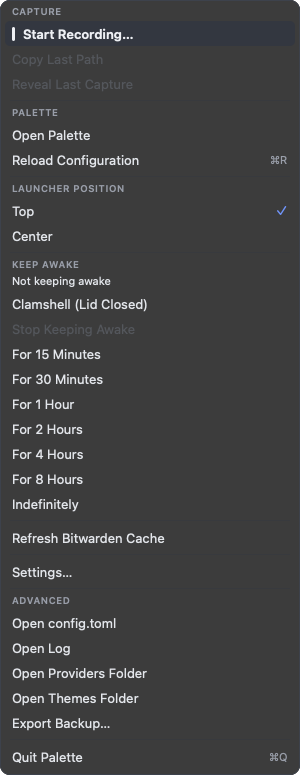 CAPTURE
Start Recording...
Copy Last Path
Reveal Last Capture
PALETTE
Open Palette
Reload Configuration ⌘R
LAUNCHER POSITION
Top ✓
Center
KEEP AWAKE
Not keeping awake
Clamshell (Lid Closed)
Stop Keeping Awake
For 15 Minutes
For 30 Minutes
For 1 Hour
For 2 Hours
For 4 Hours
For 8 Hours
Indefinitely
Refresh Bitwarden Cache
Settings...
ADVANCED
Open config.toml
Open Log
Open Providers Folder
Open Themes Folder
Export Backup...
Quit Palette ⌘Q